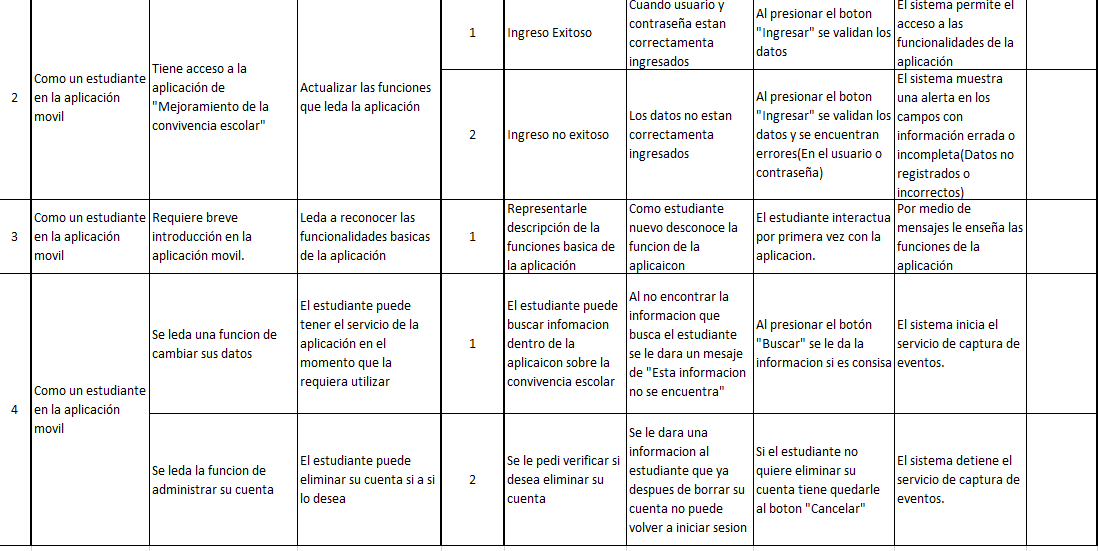 2
Como un estudiante
en la aplicación
movil
Tiene acceso a la
aplicación de
"Mejoramiento de la
convivencia escolar"
Actualizar las funciones
que leda la aplicación
1
Ingreso Exitoso
Cuando usuario y
contraseña estan
correctamenta
ingresados
Al presionar el boton
"Ingresar" se validan los
datos
El sistema permite el
acceso a las
funcionalidades de la
aplicación
2
Ingreso no exitoso
Los datos no estan
correctamenta
ingresados
Al presionar el boton
"Ingresar" se validan los
datos y se encuentran
errores(En el usuario o
contraseña)
El sistema muestra
una alerta en los
campos con
información errada o
incompleta(Datos no
registrados o
incorrectos)
3
Como un estudiante
en la aplicación
movil
Requiere breve
introducción en la
aplicación movil.
Leda a reconocer las
funcionalidades basicas
de la aplicación
1
Representarle
descripción de la
funciones basica de
la aplicación
Como estudiante
nuevo desconoce la
funcion de la
aplicaicon
El estudiante interactua
por primera vez con la
aplicacion.
Por medio de
mensajes le enseña las
funciones de la
aplicación
4
Como un estudiante
en la aplicación
movil
Se leda una funcion de
cambiar sus datos
El estudiante puede
tener el servicio de la
aplicación en el
momento que la
requiera utilizar
1
El estudiante puede
buscar infomacion
dentro de la
aplicaicon sobre la
convivencia escolar
Al no encontrar la
informacion que
busca el estudiante
se le dara un mesaje
de "Esta informacion
no se encuentra"
Al presionar el botón
"Buscar" se le da la
informacion si es consisa
El sistema inicia el
servicio de captura de
eventos.
Se leda la funcion de
administrar su cuenta
El estudiante puede
eliminar su cuenta si a si
lo desea
2
Se le pedi verificar si
desea eliminar su
cuenta
Se le dara una
informacion al
estudiante que ya
despues de borrar su
cuenta no puede
volver a iniciar sesion
Si el estudiante no
quiere eliminar su
cuenta tiene quedarle
al boton "Cancelar"
El sistema detiene el
servicio de captura de
eventos.